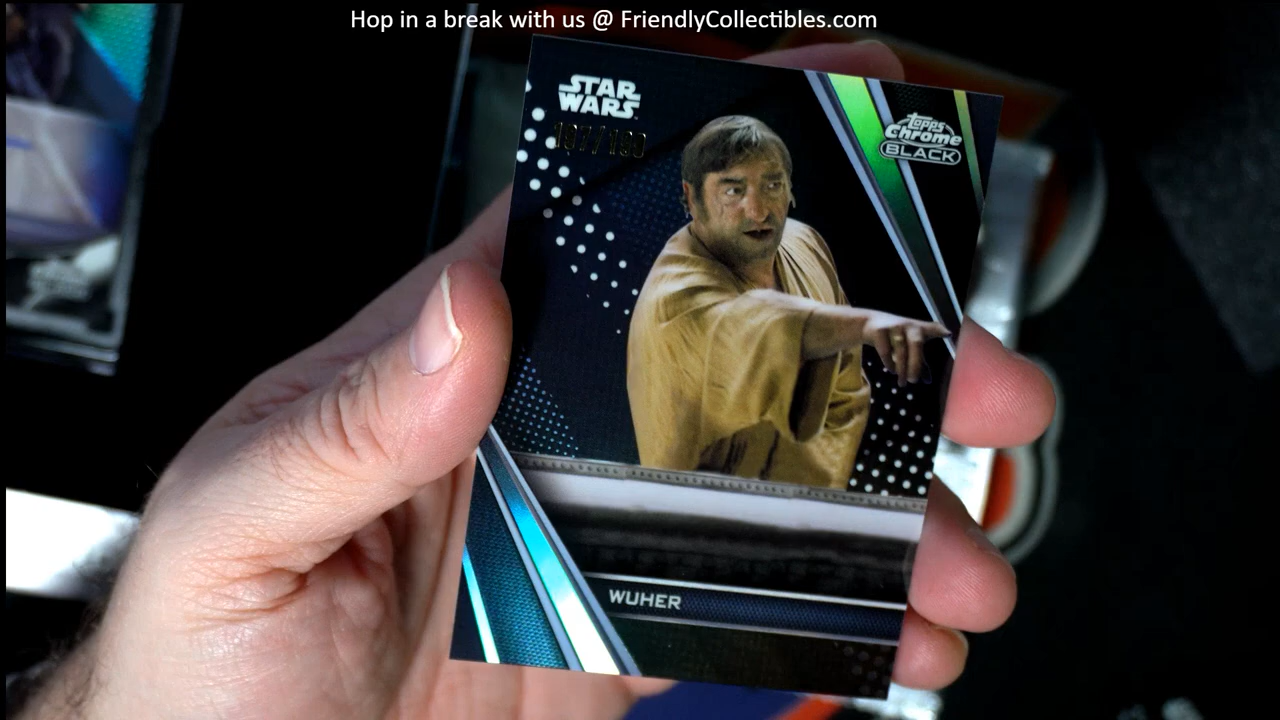 Hop in a break with us @ FriendlyCollectibles.com
STAR
WARS
Topps
Chrome
BLACK
WUHER